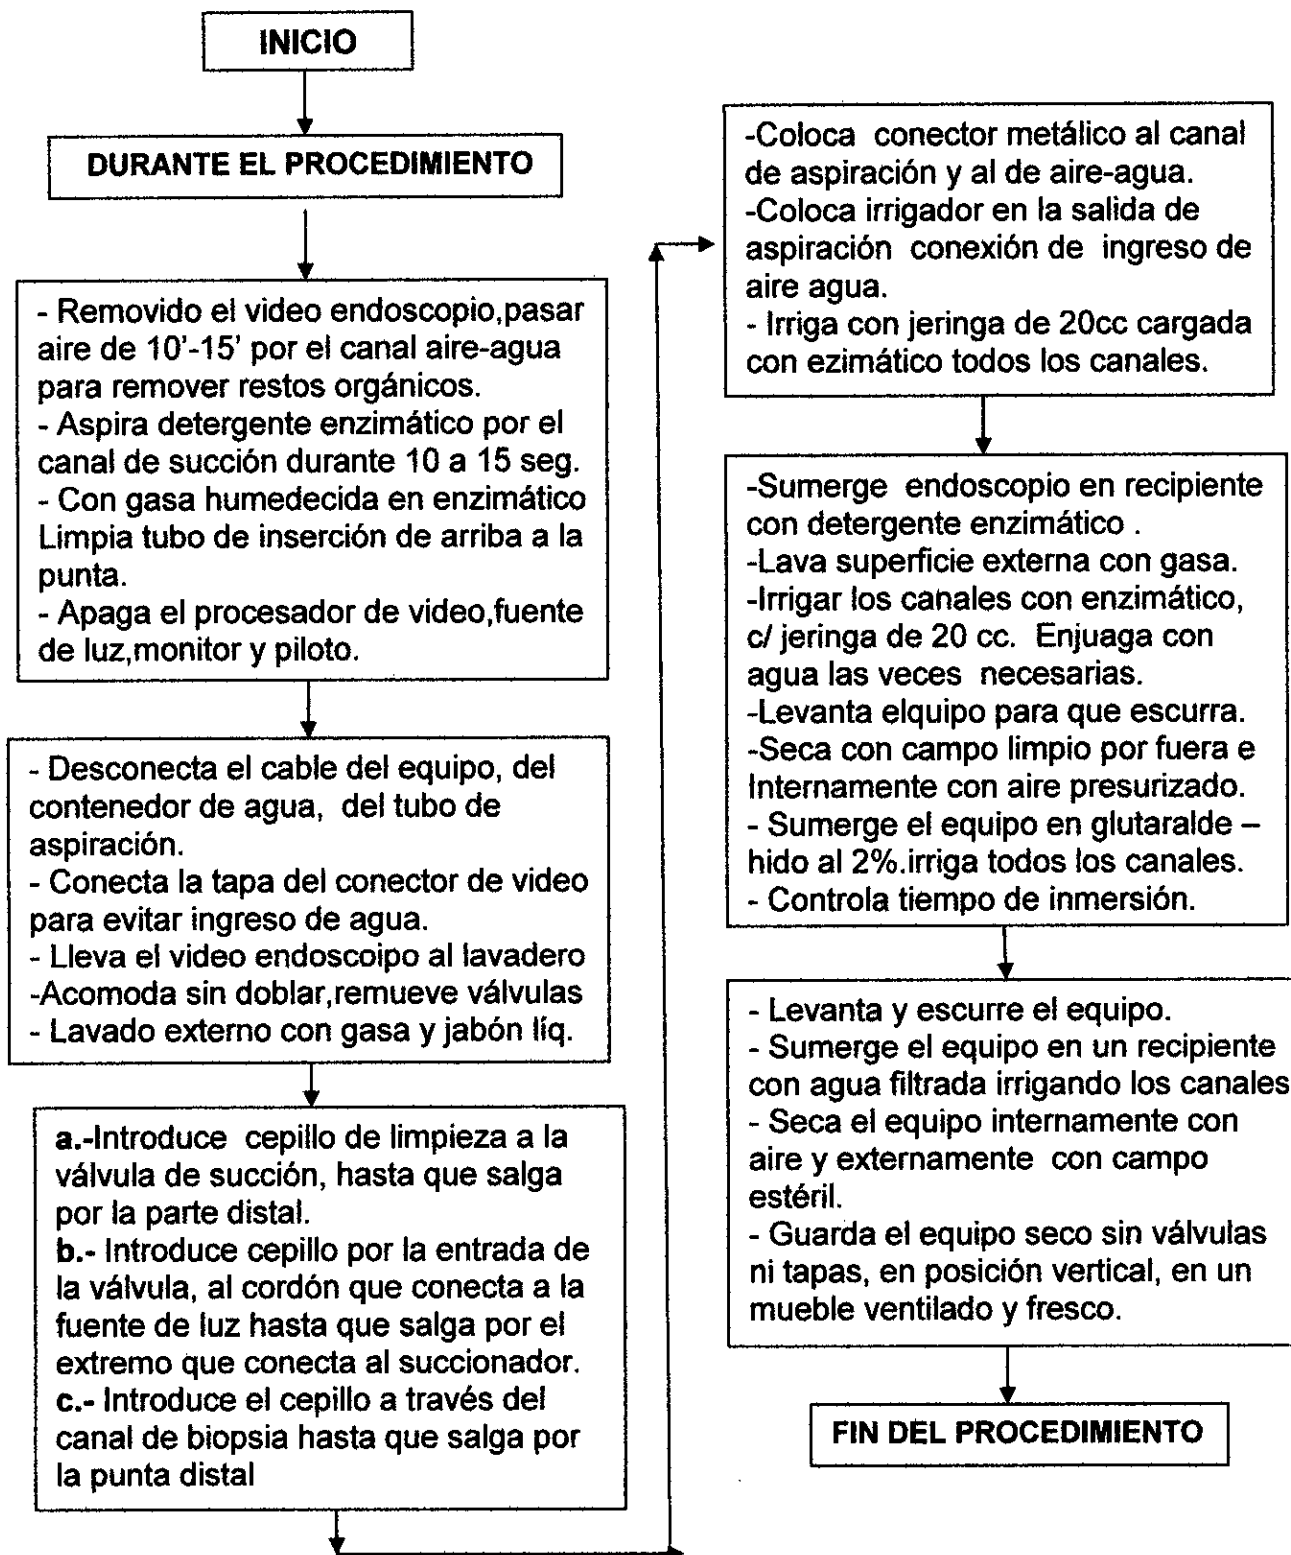 INICIO
DURANTE EL PROCEDIMIENTO
- Removido el video endoscopio,pasar
aire de 10'-15' por el canal aire-agua
para remover restos orgánicos.
- Aspira detergente enzimático por el
canal de succión durante 10 a 15 seg.
- Con gasa humedecida en enzimático
Limpia tubo de inserción de arriba a la
punta.
- Apaga el procesador de video,fuente
de luz,monitor y piloto.
- Desconecta el cable del equipo, del
contenedor de agua, del tubo de
aspiración.
- Conecta la tapa del conector de video
para evitar ingreso de agua.
- Lleva el video endoscoipo al lavadero
-Acomoda sin doblar,remueve válvulas
- Lavado externo con gasa y jabón líq.
a.-Introduce cepillo de limpieza a la
válvula de succión, hasta que salga
por la parte distal.
b.- Introduce cepillo por la entrada de
la válvula, al cordón que conecta a la
fuente de luz hasta que salga por el
extremo que conecta al succionador.
c.- Introduce el cepillo a través del
canal de biopsia hasta que salga por
la punta distal
-Coloca conector metálico al canal
de aspiración y al de aire-agua.
-Coloca irrigador en la salida de
aspiración conexión de ingreso de
aire agua.
- Irriga con jeringa de 20cc cargada
con ezimático todos los canales.
-Sumerge endoscopio en recipiente
con detergente enzimático .
-Lava superficie externa con gasa.
-Irrigar los canales con enzimático,
c/ jeringa de 20 cc. Enjuaga con
agua las veces necesarias.
-Levanta elquipo para que escurra.
-Seca con campo limpio por fuera e
Internamente con aire presurizado.
- Sumerge el equipo en glutaralde –
hido al 2%.irriga todos los canales.
- Controla tiempo de inmersión.
- Levanta y escurre el equipo.
- Sumerge el equipo en un recipiente
con agua filtrada irrigando los canales
- Seca el equipo internamente con
aire y externamente con campo
estéril.
- Guarda el equipo seco sin válvulas
ni tapas, en posición vertical, en un
mueble ventilado y fresco.
FIN DEL PROCEDIMIENTO